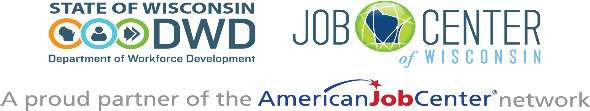 STATE OF WISCONSIN
DWD
Department of Workforce Development
JOB CENTER
of WISCONSIN
A proud partner of the AmericanJobCenter® network